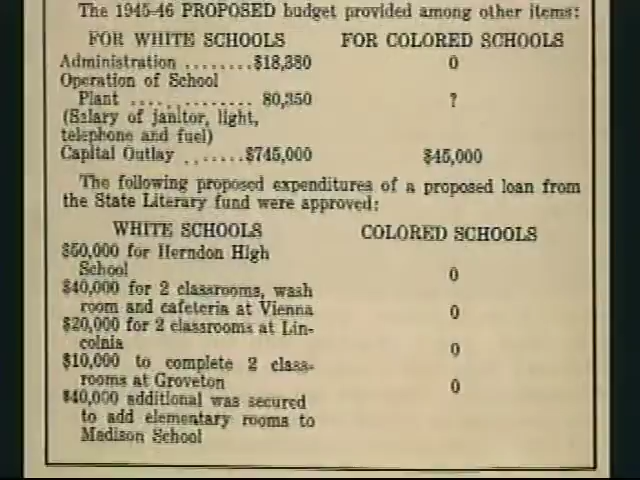 The 1945-46 PROPOSED budget provided among other items:
FOR WHITE SCHOOLS FOR COLORED SCHOOLS
Administration ........$18,380 0
Operation of School
Plant .............. 80,350 ?
(Salary of janitor, light,
telephone and fuel)
Capital Outlay .......$745,000 $45,000
The following proposed expenditures of a proposed loan from
the State Literary fund were approved:
WHITE SCHOOLS COLORED SCHOOLS
$50,000 for Herndon High
School 0
$40,000 for 2 classrooms, wash
room and cafeteria at Vienna 0
$20,000 for 2 classrooms at Lin-
colnia 0
$10,000 to complete 2 class-
rooms at Groveton 0
$40,000 additional was secured
to add elementary rooms to
Madison School